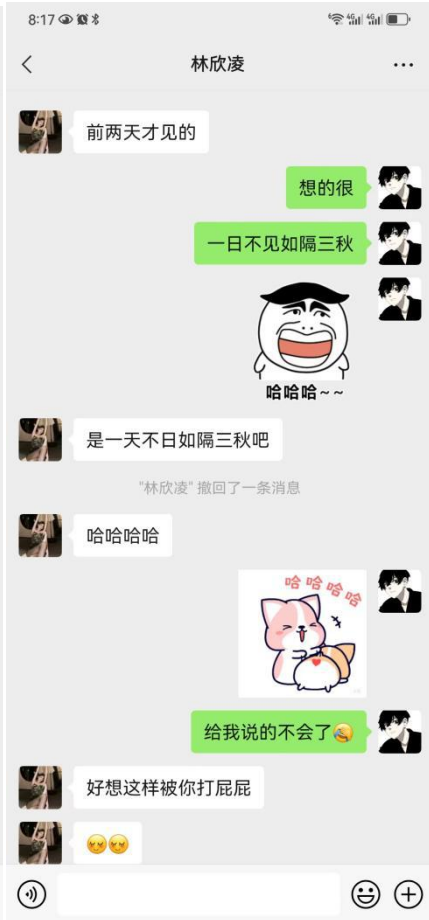 8:17
林欣凌
前两天才见的
想的很
一日不见如隔三秋
哈哈哈~~
是一天不日如隔三秋吧
"林欣凌" 撤回了一条消息
哈哈哈哈
哈哈哈哈
给我说的不会了
好想这样被你打屁屁